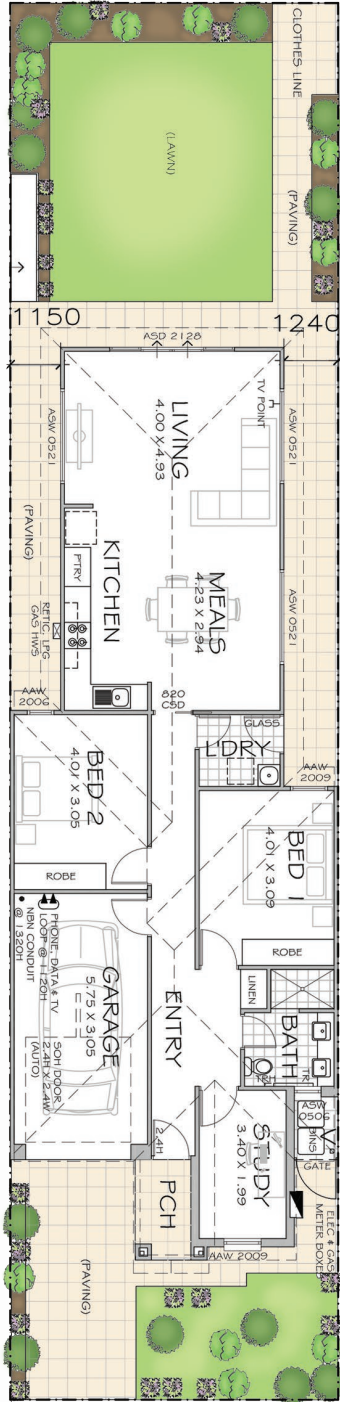 CLOTHES LINE
(LAWN)
(PAVING)
1150
1240
ASD 2128
TV POINT
LIVING
4.00 X 4.93
ASW 0521
ASW 0521
(PAVING)
KITCHEN
PTRY
MEALS
4.23 X 2.94
ASW 0521
RETIC. LPG
GAS HWS
820
CSD
AAW
2006
GLASS
L'DRY
AAW
2009
BED 2
4.01 X 3.05
ROBE
BED 1
4.01 X 3.09
ROBE
PHONE, DATA & TV
LOOP @ 1120H
NBN CONDUIT
@ 1320H
GARAGE
5.75 X 3.05
SOH DOOR
2.4H X 2.4W
(AUTO)
ENTRY
LINEN
BATH
TR
TRH
ASW
0506
BINS
GATE
STUDY
3.40 X 1.99
2.4H
PCH
AAW 2009
ELEC & GAS
METER BOXES
(PAVING)